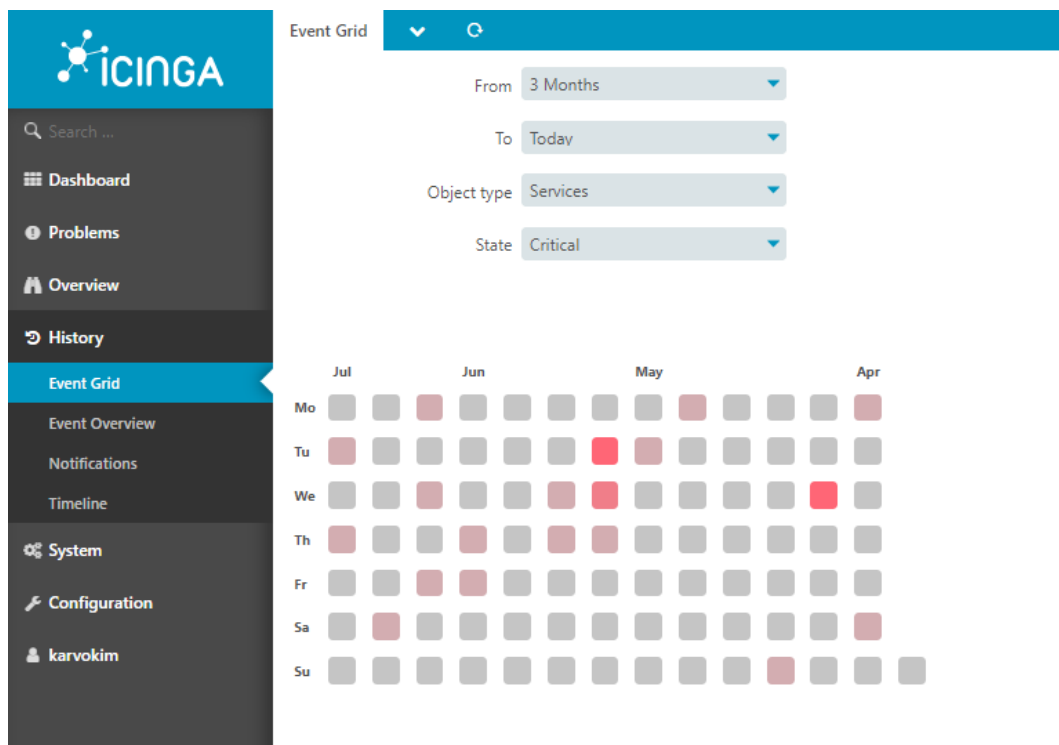 ICINGA
Search ...
Dashboard
Problems
Overview
History
Event Grid
Event Overview
Notifications
Timeline
System
Configuration
karvokim
Event Grid
From 3 Months
To Today
Object type Services
State Critical
Jul Jun May Apr
Mo
Tu
We
Th
Fr
Sa
Su